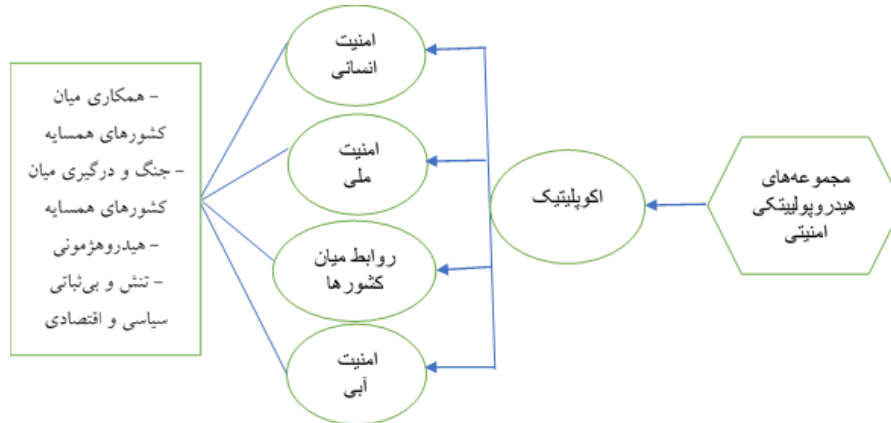 مجموعه‌های
هیدروپولیتکی
امنیتی
اکوپلیتیک
امنیت
انسانی
امنیت
ملی
روابط میان
کشورها
امنیت
آبی
- همکاری میان
کشورهای همسایه
- جنگ و درگیری میان
کشورهای همسایه
- هیدروهژمونی
- تنش و بی‌ثباتی
سیاسی و اقتصادی